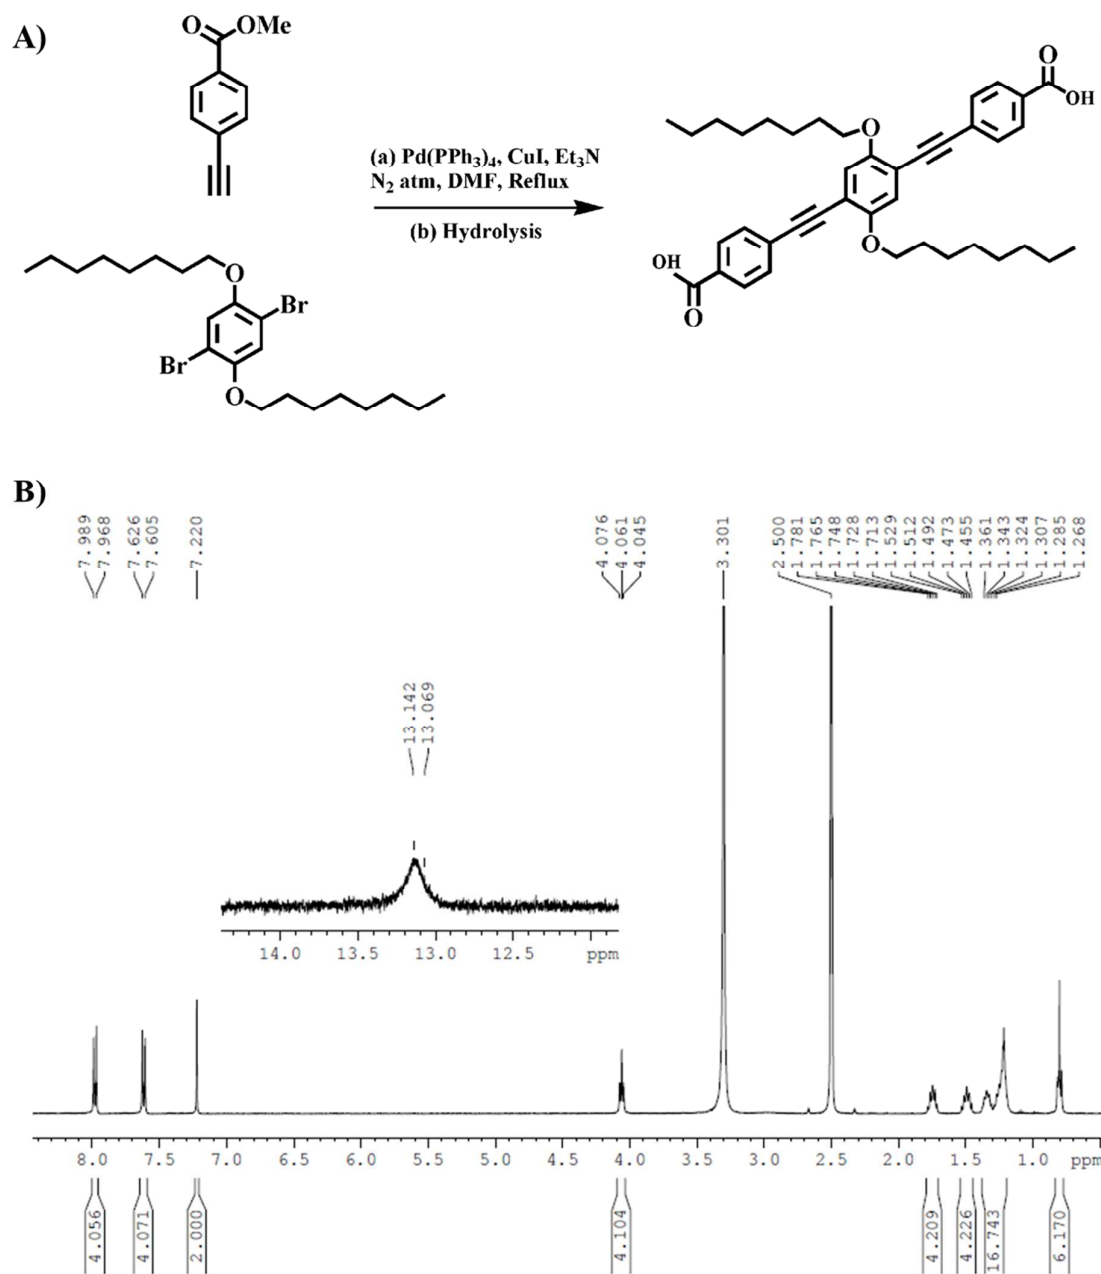 A)
O
OMe
(a) Pd(PPh₃)₄, CuI, Et₃N
N₂ atm, DMF, Reflux
(b) Hydrolysis
O
Br
Br
O
O
OH
O
O
OH
O
B)
7.989
7.968
7.626
7.605
7.220
4.076
4.061
4.045
3.301
2.500
1.781
1.765
1.748
1.728
1.713
1.529
1.512
1.492
1.473
1.455
1.361
1.343
1.324
1.307
1.285
1.268
13.142
13.069
14.0 13.5 13.0 12.5 ppm
8.0 7.5 7.0 6.5 6.0 5.5 5.0 4.5 4.0 3.5 3.0 2.5 2.0 1.5 1.0 ppm
4.056
4.071
2.000
4.104
4.209
4.226
16.743
6.170